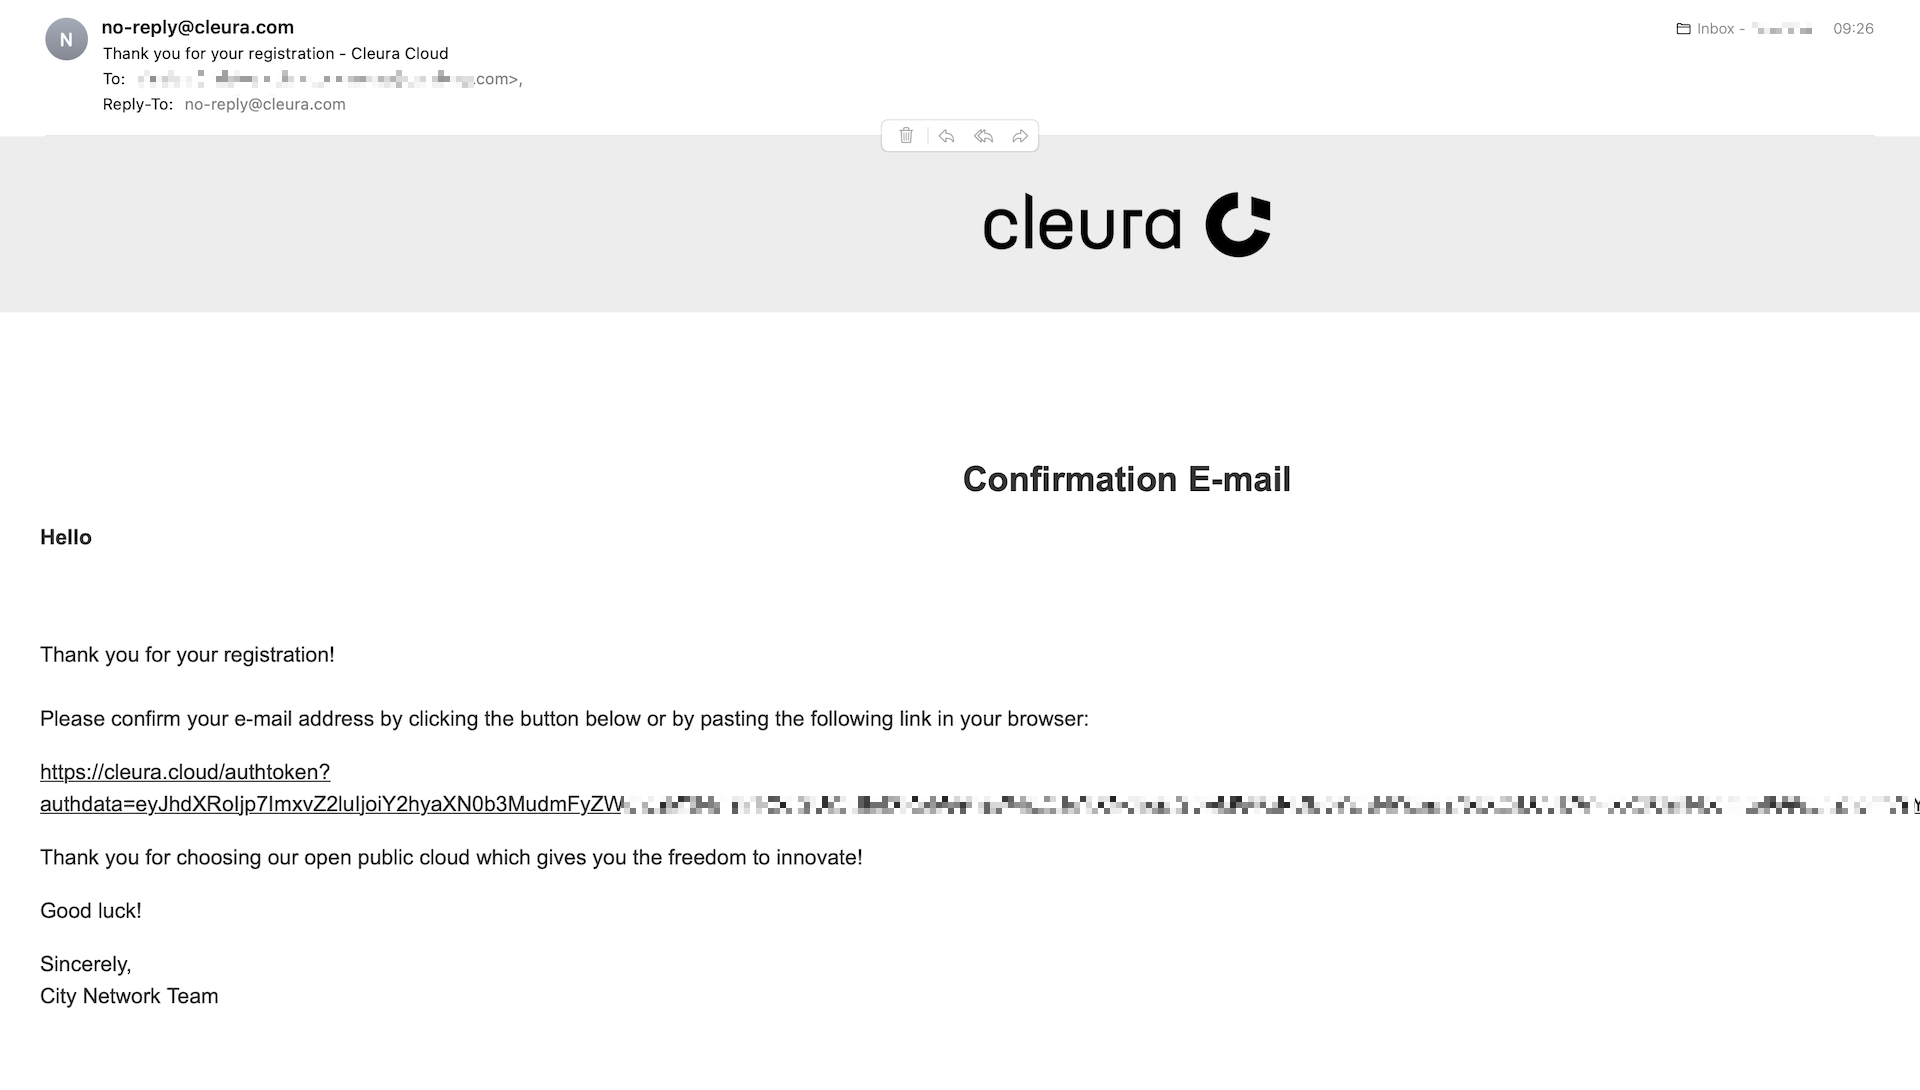 N
no-reply@cleura.com
Inbox -
09:26
Thank you for your registration - Cleura Cloud
To: .com>,
Reply-To: no-reply@cleura.com
cleura
Confirmation E-mail
Hello
Thank you for your registration!
Please confirm your e-mail address by clicking the button below or by pasting the following link in your browser:
https://cleura.cloud/authtoken?
authdata=eyJhdXRoIjp7ImxvZ2luIjoiY2hyaXN0b3MudmFyZW
Thank you for choosing our open public cloud which gives you the freedom to innovate!
Good luck!
Sincerely,
City Network Team